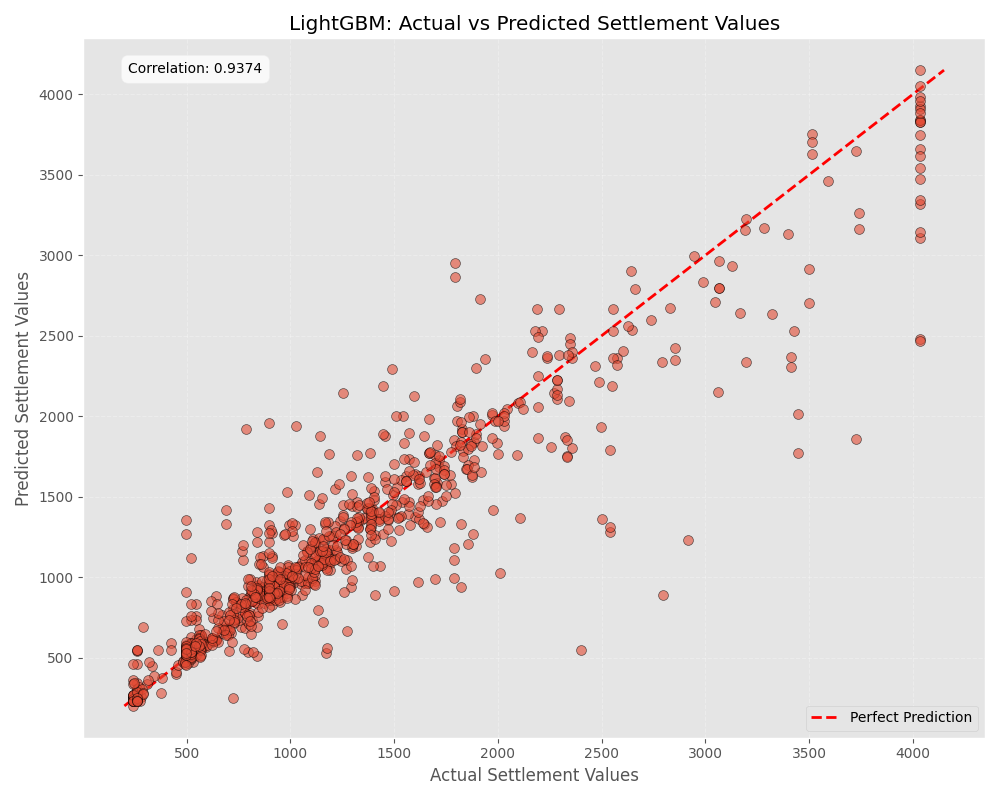 LightGBM: Actual vs Predicted Settlement Values
Correlation: 0.9374
4000
3500
3000
2500
2000
1500
1000
500
Predicted Settlement Values
Perfect Prediction
500 1000 1500 2000 2500 3000 3500 4000
Actual Settlement Values